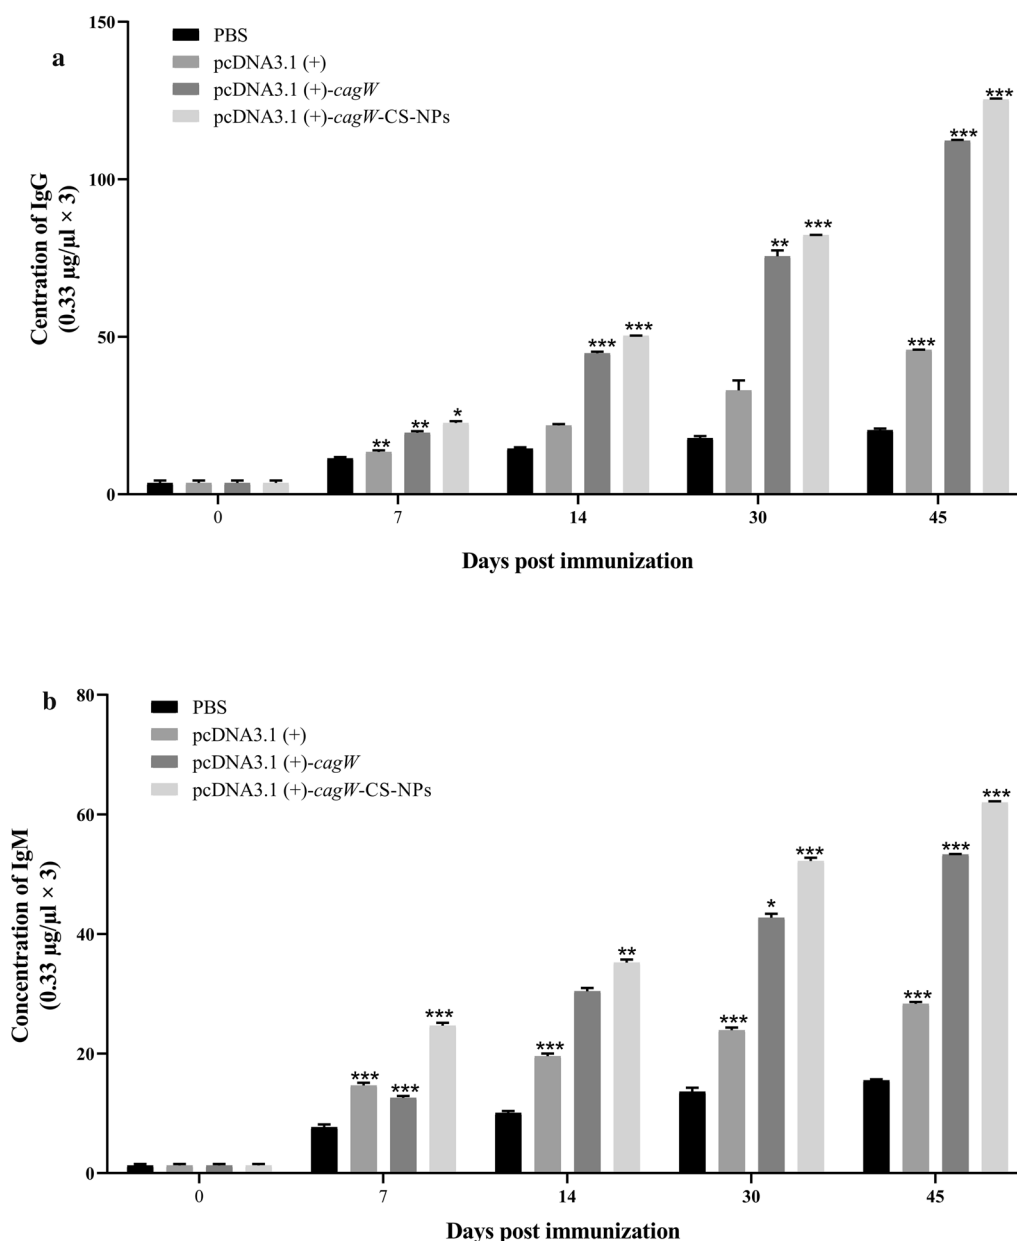 a
PBS
pcDNA3.1 (+)
pcDNA3.1 (+)-cagW
pcDNA3.1 (+)-cagW-CS-NPs
Centration of IgG
(0.33 µg/µl × 3)
150
100
50
0
** ** *
*** ***
** ***
*** *** ***
0 7 14 30 45
Days post immunization
b
PBS
pcDNA3.1 (+)
pcDNA3.1 (+)-cagW
pcDNA3.1 (+)-cagW-CS-NPs
Concentration of IgM
(0.33 µg/µl × 3)
80
60
40
20
0
*** *** ***
*** **
*** * ***
*** *** ***
0 7 14 30 45
Days post immunization